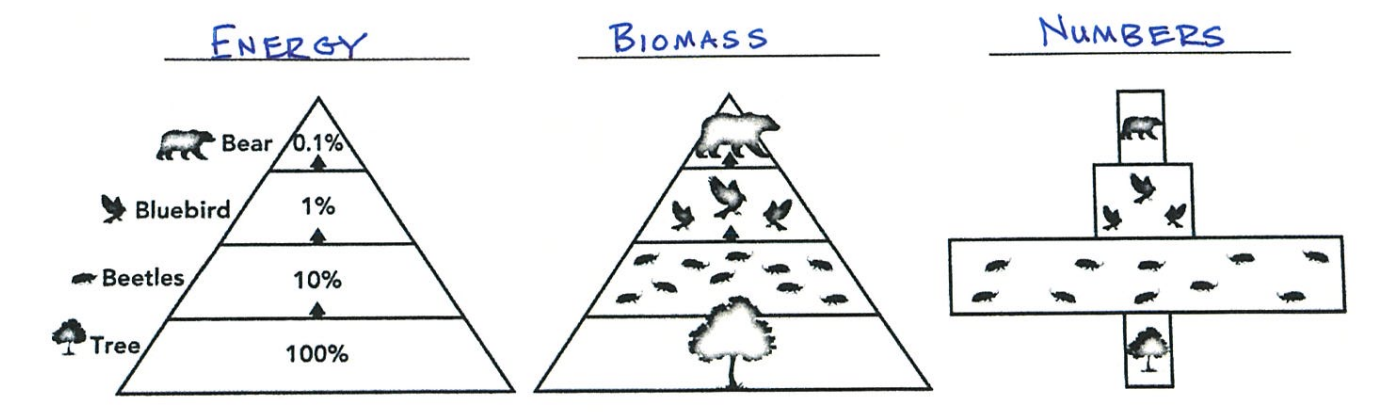 ENERGY
BIOMASS
NUMBERS
Bear 0.1%
Bluebird 1%
Beetles 10%
Tree 100%